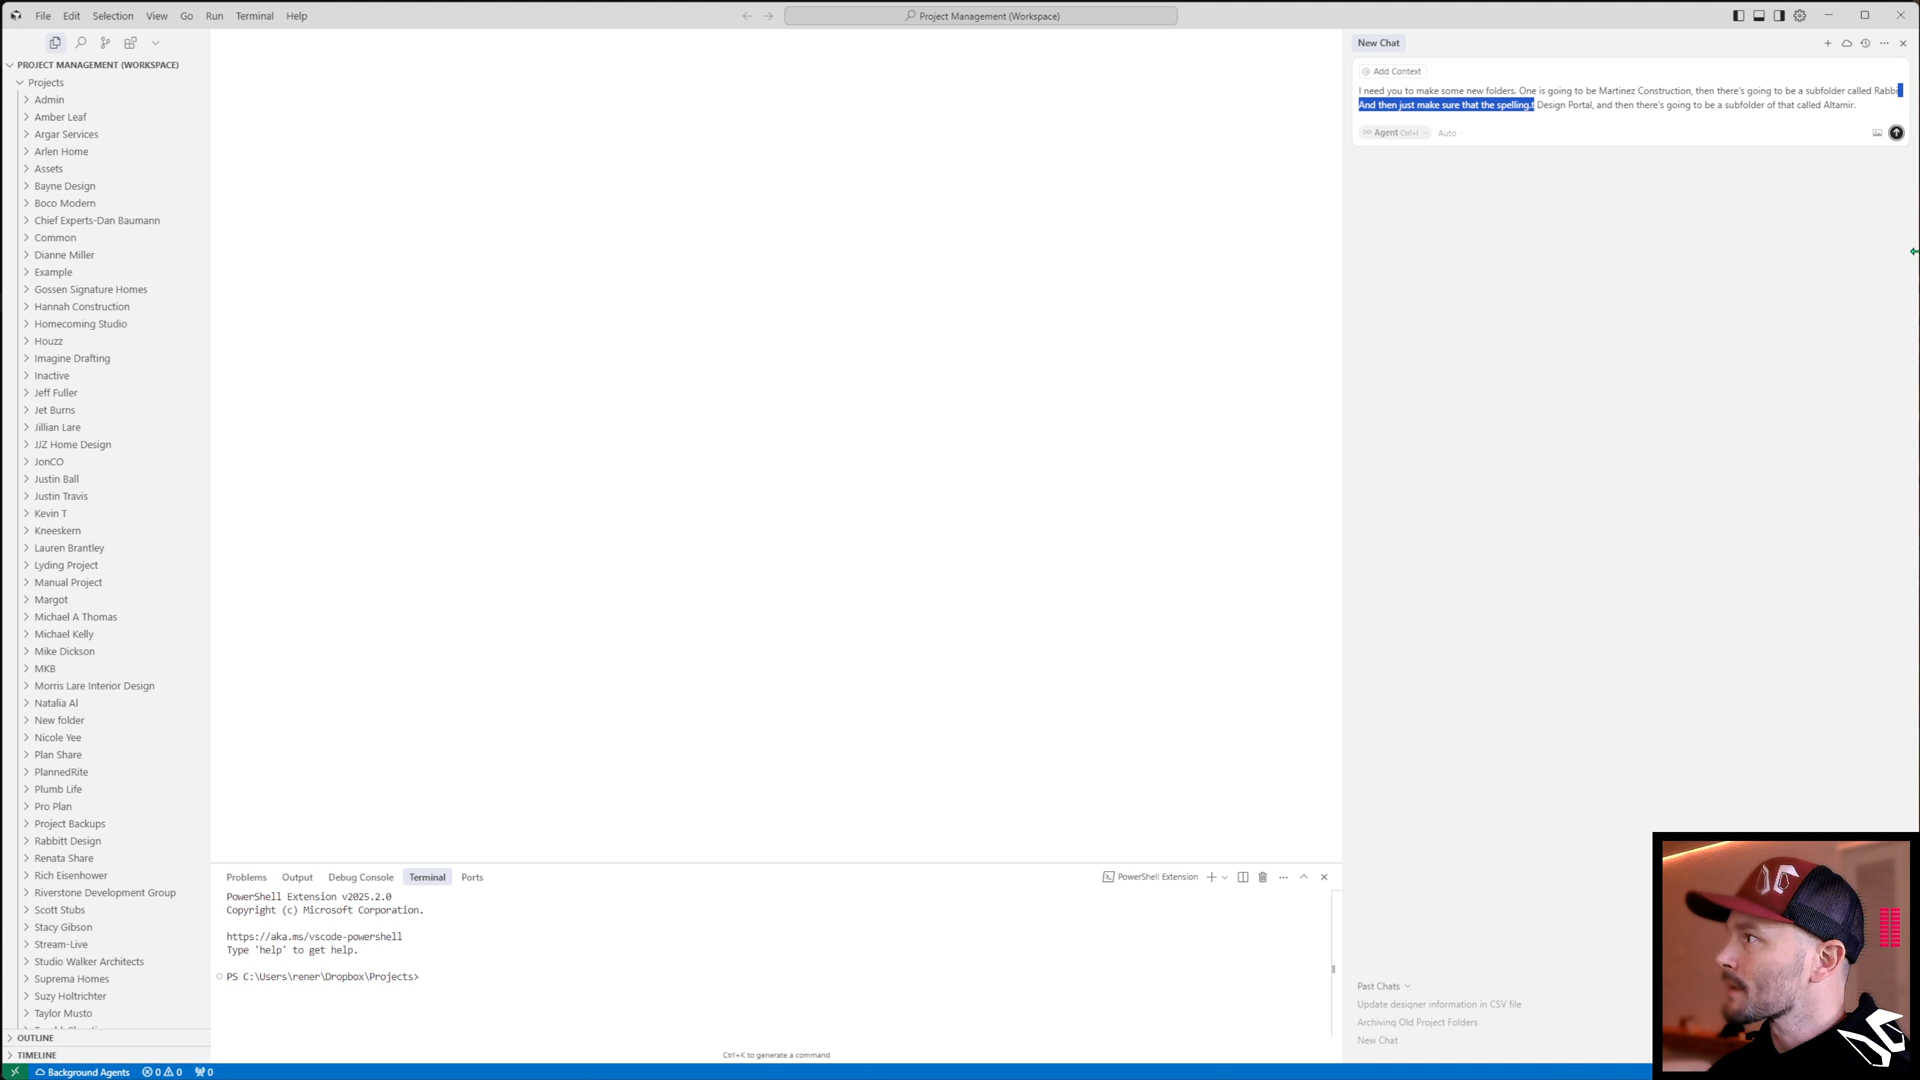 File Edit Selection View Go Run Terminal Help
Project Management (Workspace)
PROJECT MANAGEMENT (WORKSPACE)
Projects
Admin
Amber Leaf
Argar Services
Arlen Home
Assets
Bayne Design
Boco Modern
Chief Experts-Dan Baumann
Common
Dianne Miller
Example
Gossen Signature Homes
Hannah Construction
Homecoming Studio
Houzz
Imagine Drafting
Inactive
Jeff Fuller
Jet Burns
Jillian Lare
JJZ Home Design
JonCO
Justin Ball
Justin Travis
Kevin T
Kneeskern
Lauren Brantley
Lyding Project
Manual Project
Margot
Michael A Thomas
Michael Kelly
Mike Dickson
MKB
Morris Lare Interior Design
Natalia Al
New folder
Nicole Yee
Plan Share
PlannedRite
Plumb Life
Pro Plan
Project Backups
Rabbitt Design
Renata Share
Rich Eisenhower
Riverstone Development Group
Scott Stubs
Stacy Gibson
Stream-Live
Studio Walker Architects
Suprema Homes
Suzy Holtrichter
Taylor Musto
OUTLINE
TIMELINE
Problems Output Debug Console Terminal Ports
PowerShell Extension
PowerShell Extension v2025.2.0
Copyright (c) Microsoft Corporation.
https://aka.ms/vscode-powershell
Type 'help' to get help.
PS C:\Users\rener\Dropbox\Projects>
Ctrl+K to generate a command
New Chat
@ Add Context
I need you to make some new folders. One is going to be Martinez Construction, then there's going to be a subfolder called Rabbi
And then just make sure that the spelling.t Design Portal, and then there's going to be a subfolder of that called Altamir.
Agent Ctrl+I Auto
Past Chats
Update designer information in CSV file
Archiving Old Project Folders
New Chat
Background Agents 0 0 0